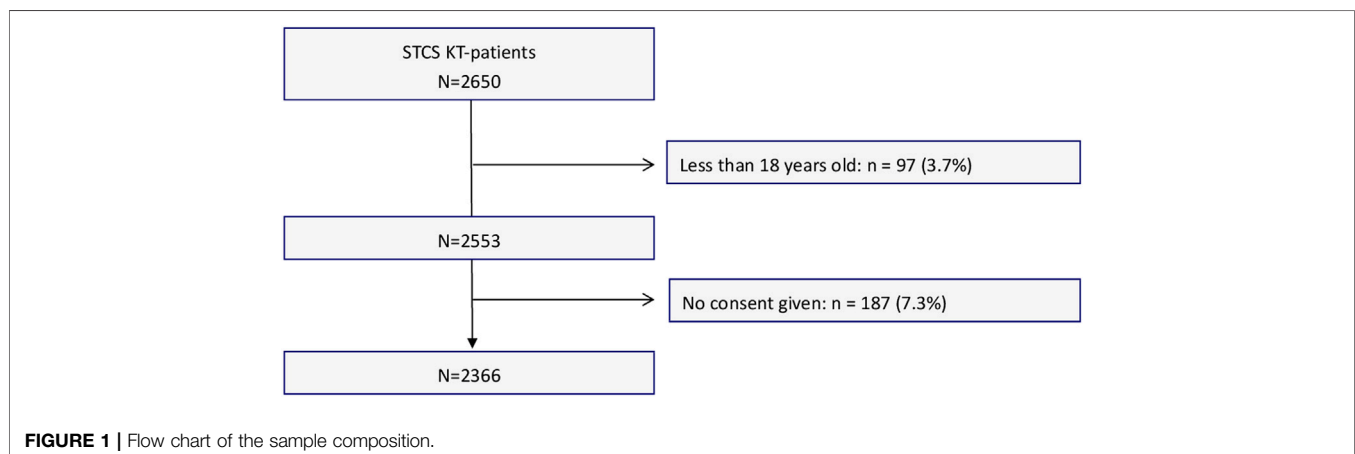 STCS KT-patients
N=2650
Less than 18 years old: n = 97 (3.7%)
N=2553
No consent given: n = 187 (7.3%)
N=2366
FIGURE 1 | Flow chart of the sample composition.